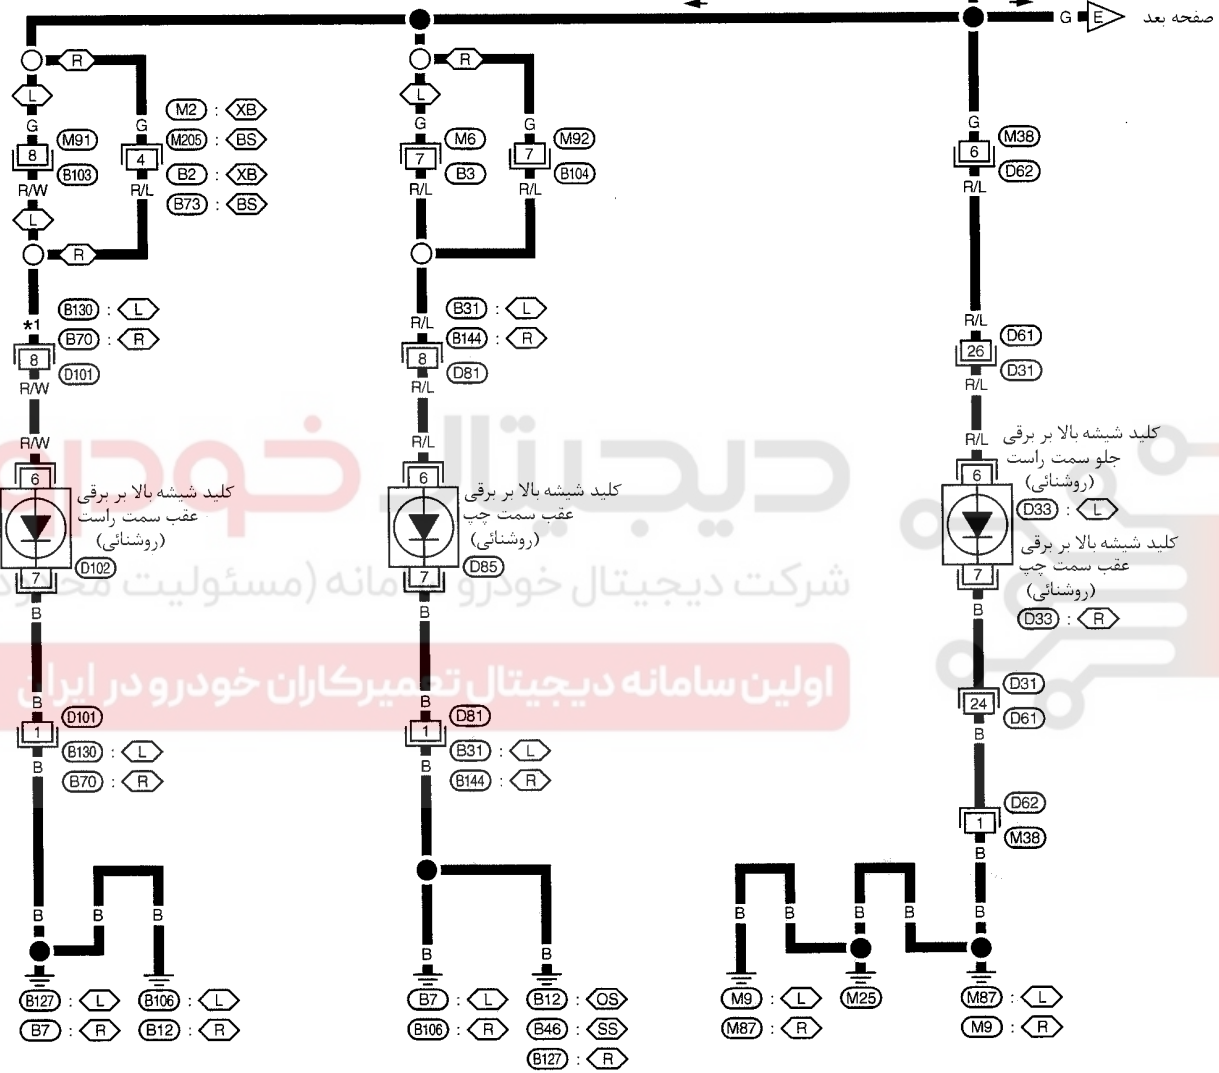 صفحه بعد
E
G
R
L
G
G
8
4
M91
B103
R/W
R/L
L
R
M2 : XB
M205 : BS
B2 : XB
B73 : BS
*1
B130 : L
B70 : R
8
D101
R/W
R/W
6
کلید شیشه بالا بر برقی
عقب سمت راست
(روشنائی)
7
D102
B
B
1
D101
B130 : L
B70 : R
B
B
B
B
B127 : L
B7 : R
B106 : L
B12 : R
R
L
G
G
7
7
M6
B3
M92
B104
R/L
R/L
R/L
B31 : L
B144 : R
8
D81
R/L
R/L
6
کلید شیشه بالا بر برقی
عقب سمت چپ
(روشنائی)
7
D85
B
B
1
D81
B31 : L
B144 : R
B
B
B
B7 : L
B106 : R
B12 : OS
B46 : SS
B127 : R
G
6
M38
D62
R/L
R/L
26
D61
D31
R/L
R/L
6
کلید شیشه بالا بر برقی
جلو سمت راست
(روشنائی)
D33 : L
کلید شیشه بالا بر برقی
عقب سمت چپ
(روشنائی)
D33 : R
7
B
24
D31
D61
B
1
D62
M38
B
B
B
B
B
B
M9 : L
M87 : R
M25
M87 : L
M9 : R
دیجیتال خودرو
شرکت دیجیتال خودرو سامانه (مسئولیت محدود
اولین سامانه دیجیتال تعمیرکاران خودرو در ایران